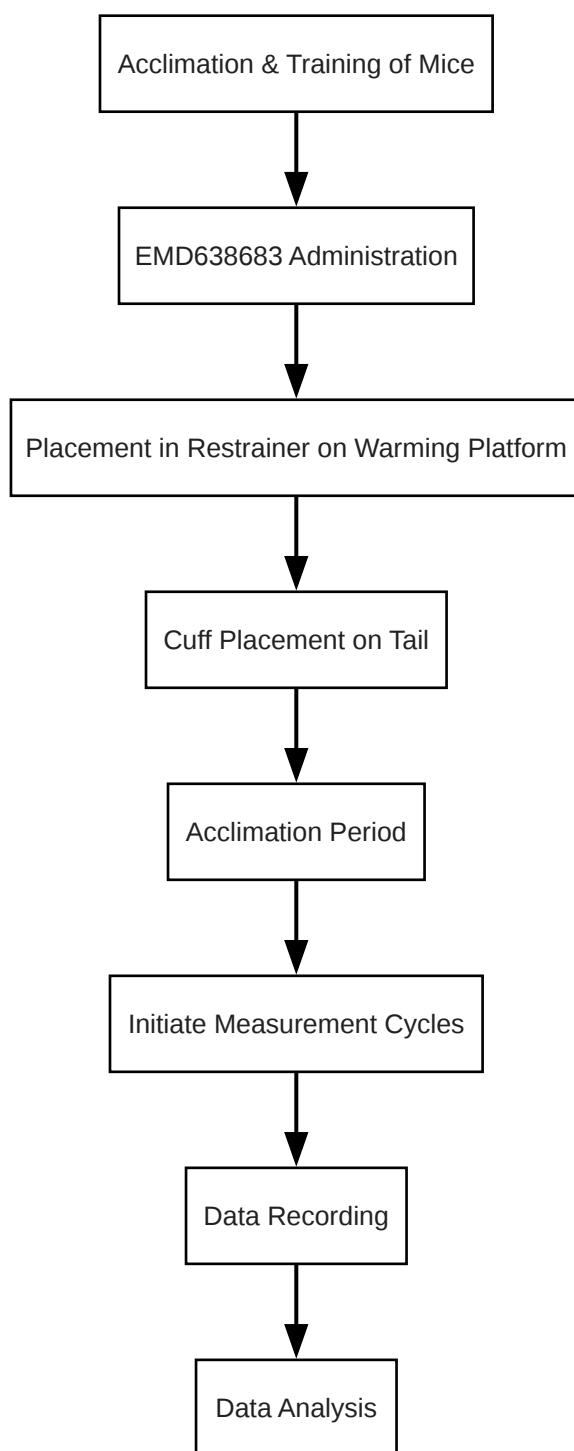 Acclimation & Training of Mice
EMD638683 Administration
Placement in Restrainer on Warming Platform
Cuff Placement on Tail
Acclimation Period
Initiate Measurement Cycles
Data Recording
Data Analysis